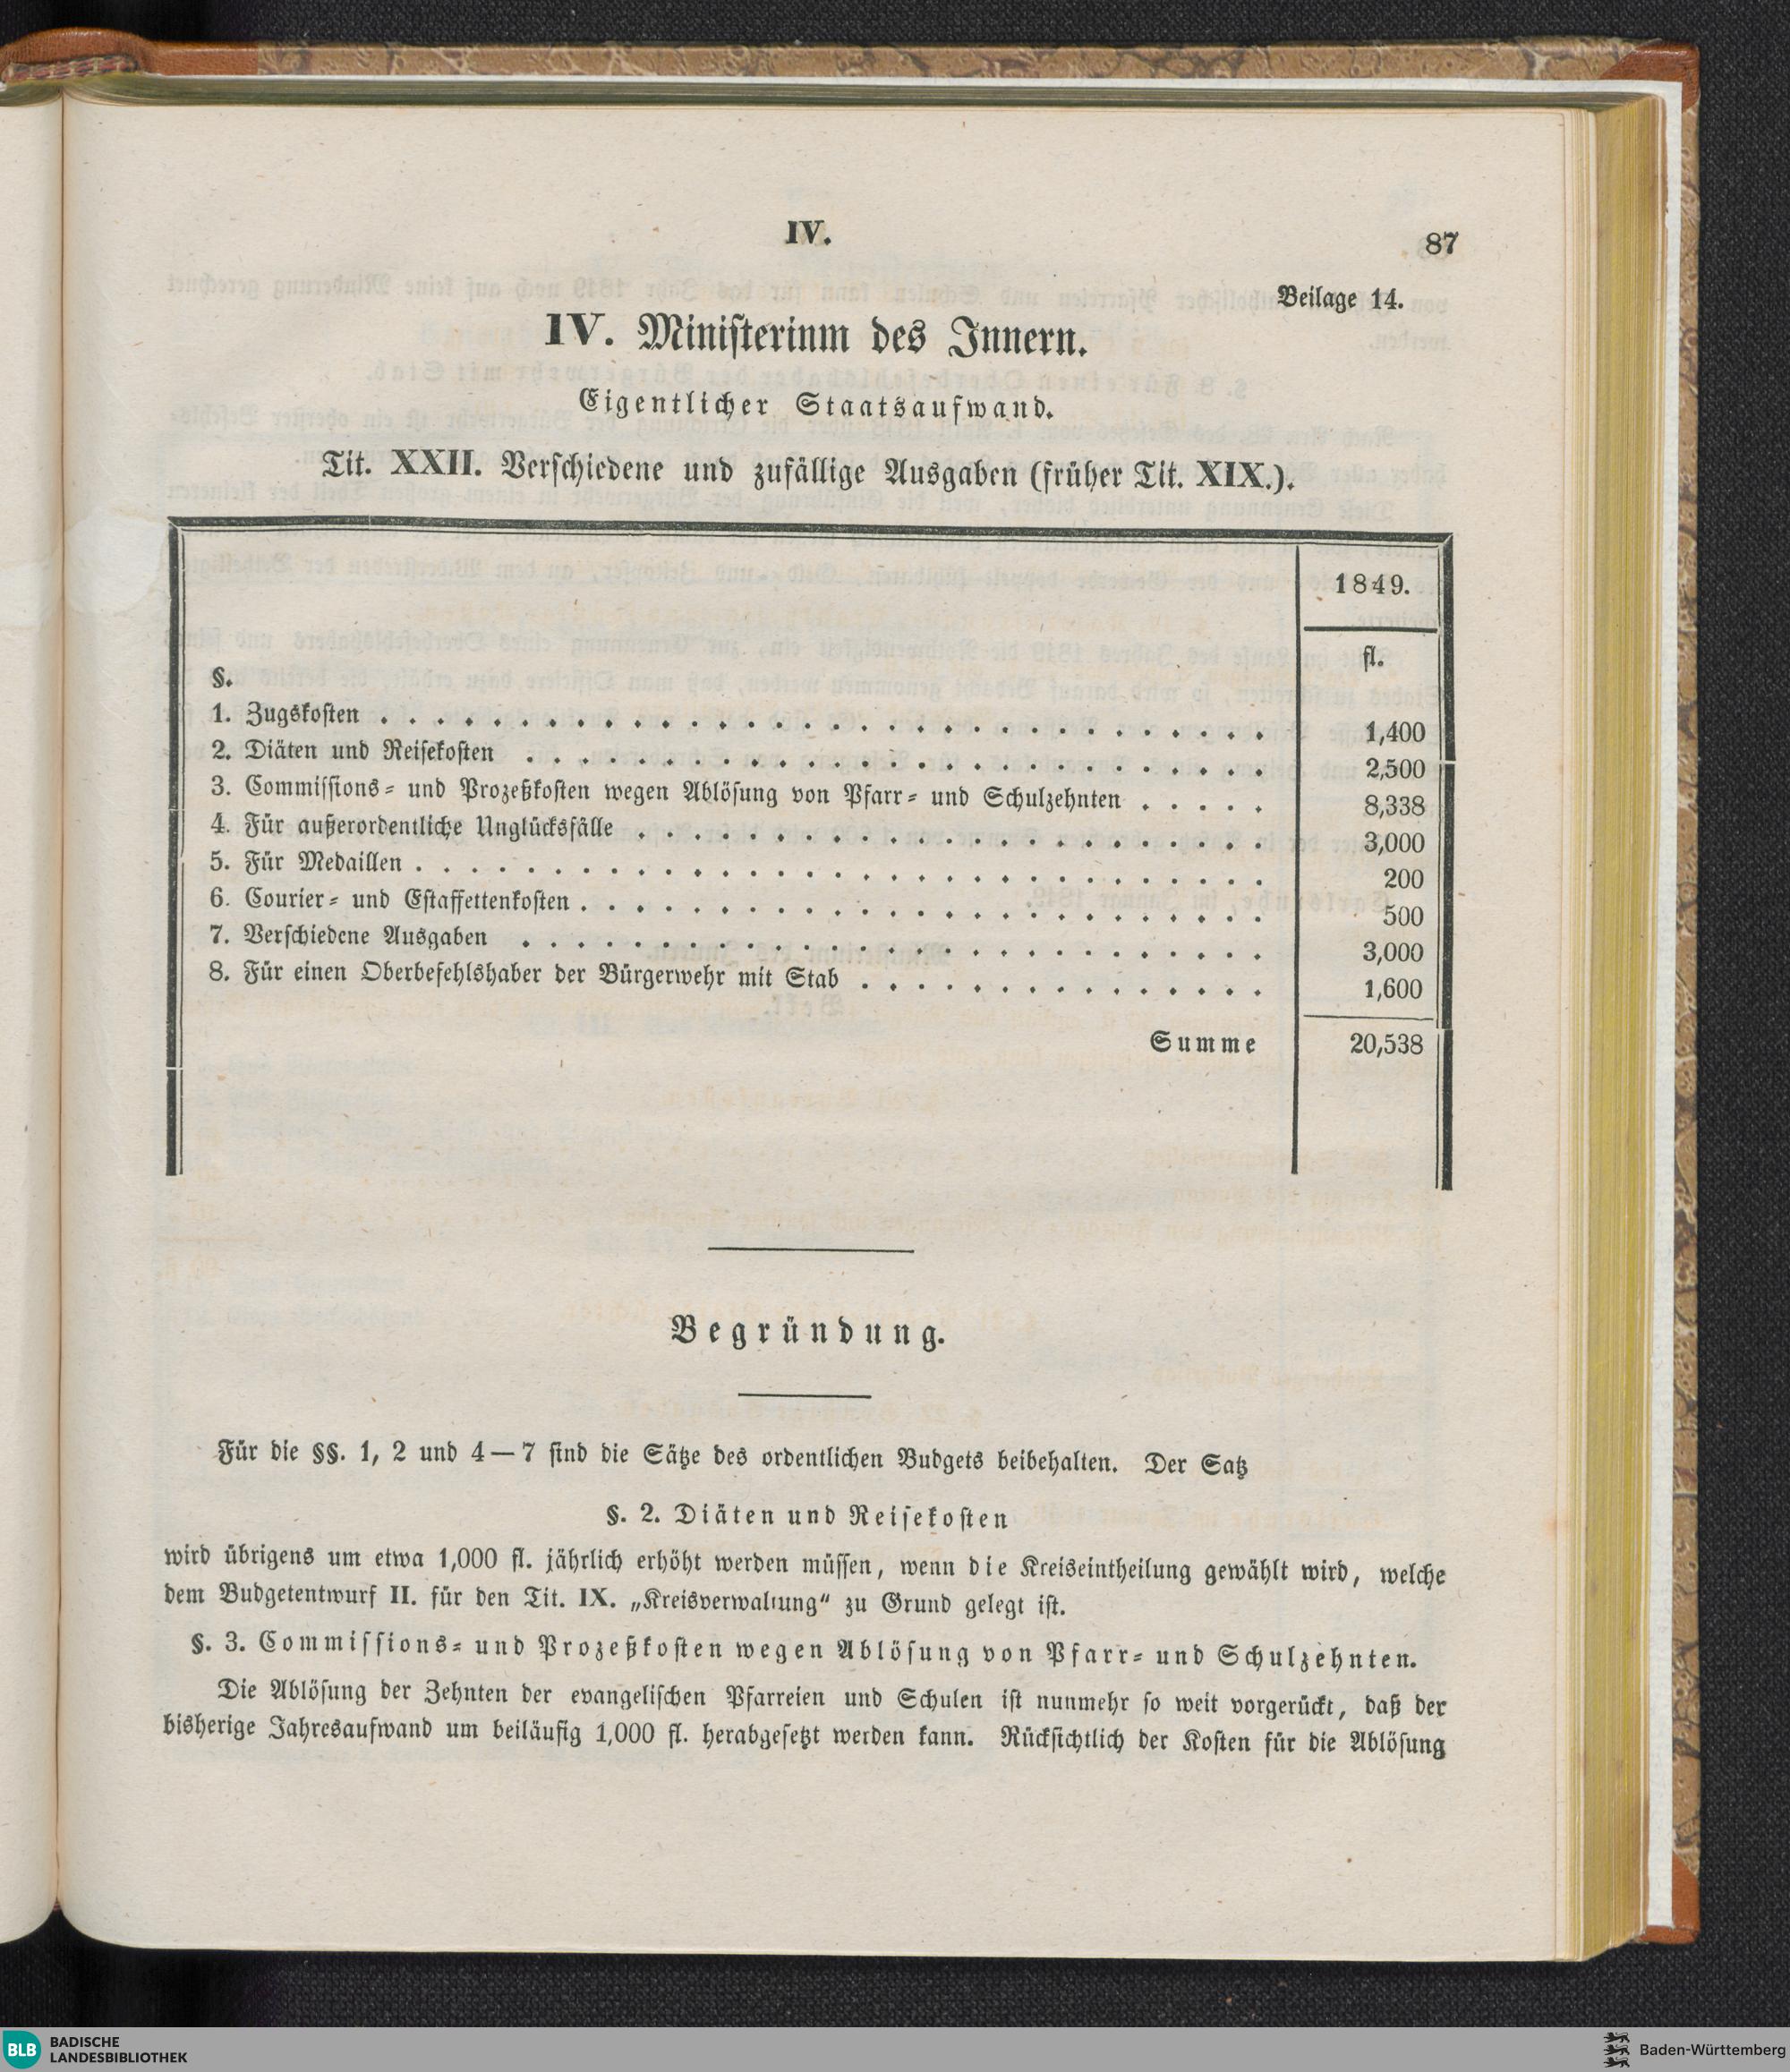 IV.
87
Beilage 14.
IV. Ministerium des Innern.
Eigentlicher Staatsaufwand.
Tit. XXII. Verschiedene und zufällige Ausgaben (früher Tit. XIX.).
1849.
fl.
§.
1. Zugskosten . . . . . . . . . . 1,400
2. Diäten und Reisekosten . . . . . . . . . . 2,500
3. Commissions- und Prozeßkosten wegen Ablösung von Pfarr- und Schulzehnten . . . . . 8,338
4. Für außerordentliche Unglücksfälle . . . . . . . . . . 3,000
5. Für Medaillen . . . . . . . . . . 200
6. Courier- und Estaffettenkosten . . . . . . . . . . 500
7. Verschiedene Ausgaben . . . . . . . . . . 3,000
8. Für einen Oberbefehlshaber der Bürgerwehr mit Stab . . . . . . . . . . 1,600
Summe 20,538
Begründung.
Für die §§. 1, 2 und 4—7 sind die Sätze des ordentlichen Budgets beibehalten. Der Satz
§. 2. Diäten und Reisekosten
wird übrigens um etwa 1,000 fl. jährlich erhöht werden müssen, wenn die Kreiseintheilung gewählt wird, welche
dem Budgetentwurf II. für den Tit. IX. „Kreisverwaltung“ zu Grund gelegt ist.
§. 3. Commissions- und Prozeßkosten wegen Ablösung von Pfarr- und Schulzehnten.
Die Ablösung der Zehnten der evangelischen Pfarreien und Schulen ist nunmehr so weit vorgerückt, daß der
bisherige Jahresaufwand um beiläufig 1,000 fl. herabgesetzt werden kann. Rücksichtlich der Kosten für die Ablösung
BLB BADISCHE
LANDESBIBLIOTHEK
Baden-Württemberg